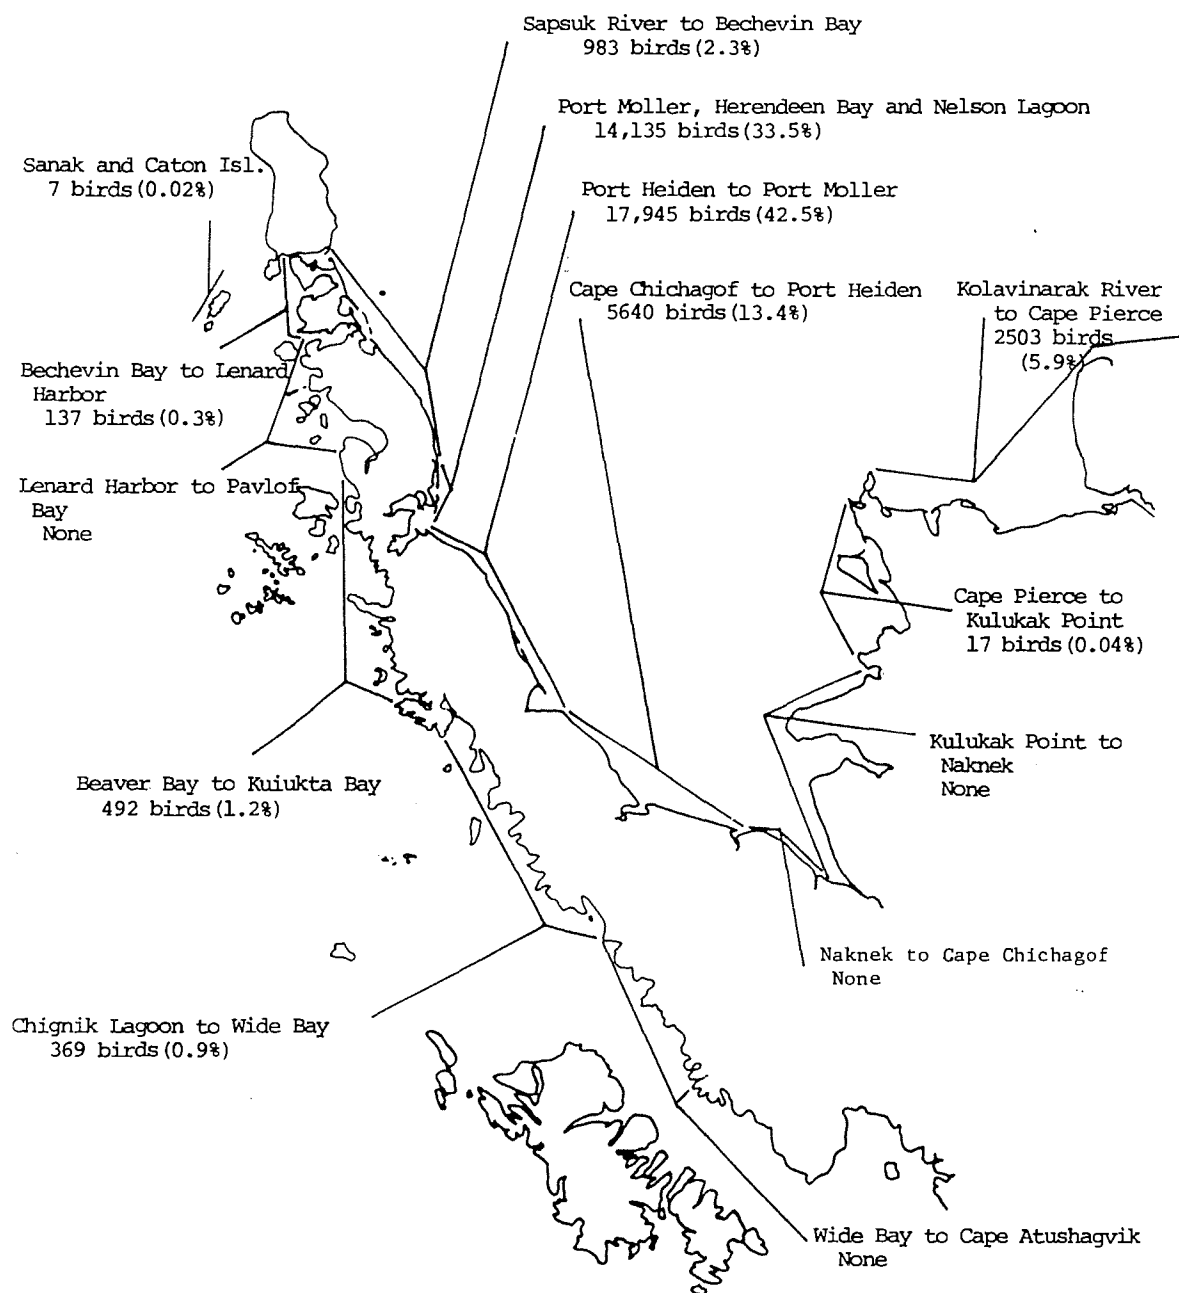 Sapsuk River to Bechevin Bay
983 birds(2.3%)
Port Moller, Herendeen Bay and Nelson Lagoon
14,135 birds(33.5%)
Sanak and Caton Isl.
7 birds(0.02%)
Port Heiden to Port Moller
17,945 birds(42.5%)
Cape Chichagof to Port Heiden
5640 birds(13.4%)
Kolavinarak River
to Cape Pierce
2503 birds
(5.9%)
Bechevin Bay to Lenard
Harbor
137 birds(0.3%)
Lenard Harbor to Pavlof
Bay
None
Cape Pierce to
Kulukak Point
17 birds(0.04%)
Kulukak Point to
Naknek
None
Beaver Bay to Kuiukta Bay
492 birds(1.2%)
Naknek to Cape Chichagof
None
Chignik Lagoon to Wide Bay
369 birds(0.9%)
Wide Bay to Cape Atushagvik
None